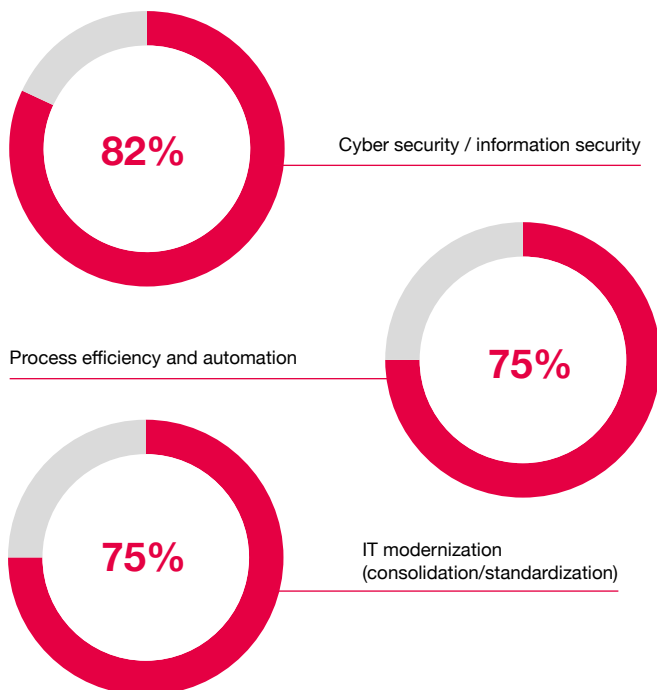 82%
Cyber security / information security
Process efficiency and automation
75%
75%
IT modernization
(consolidation/standardization)